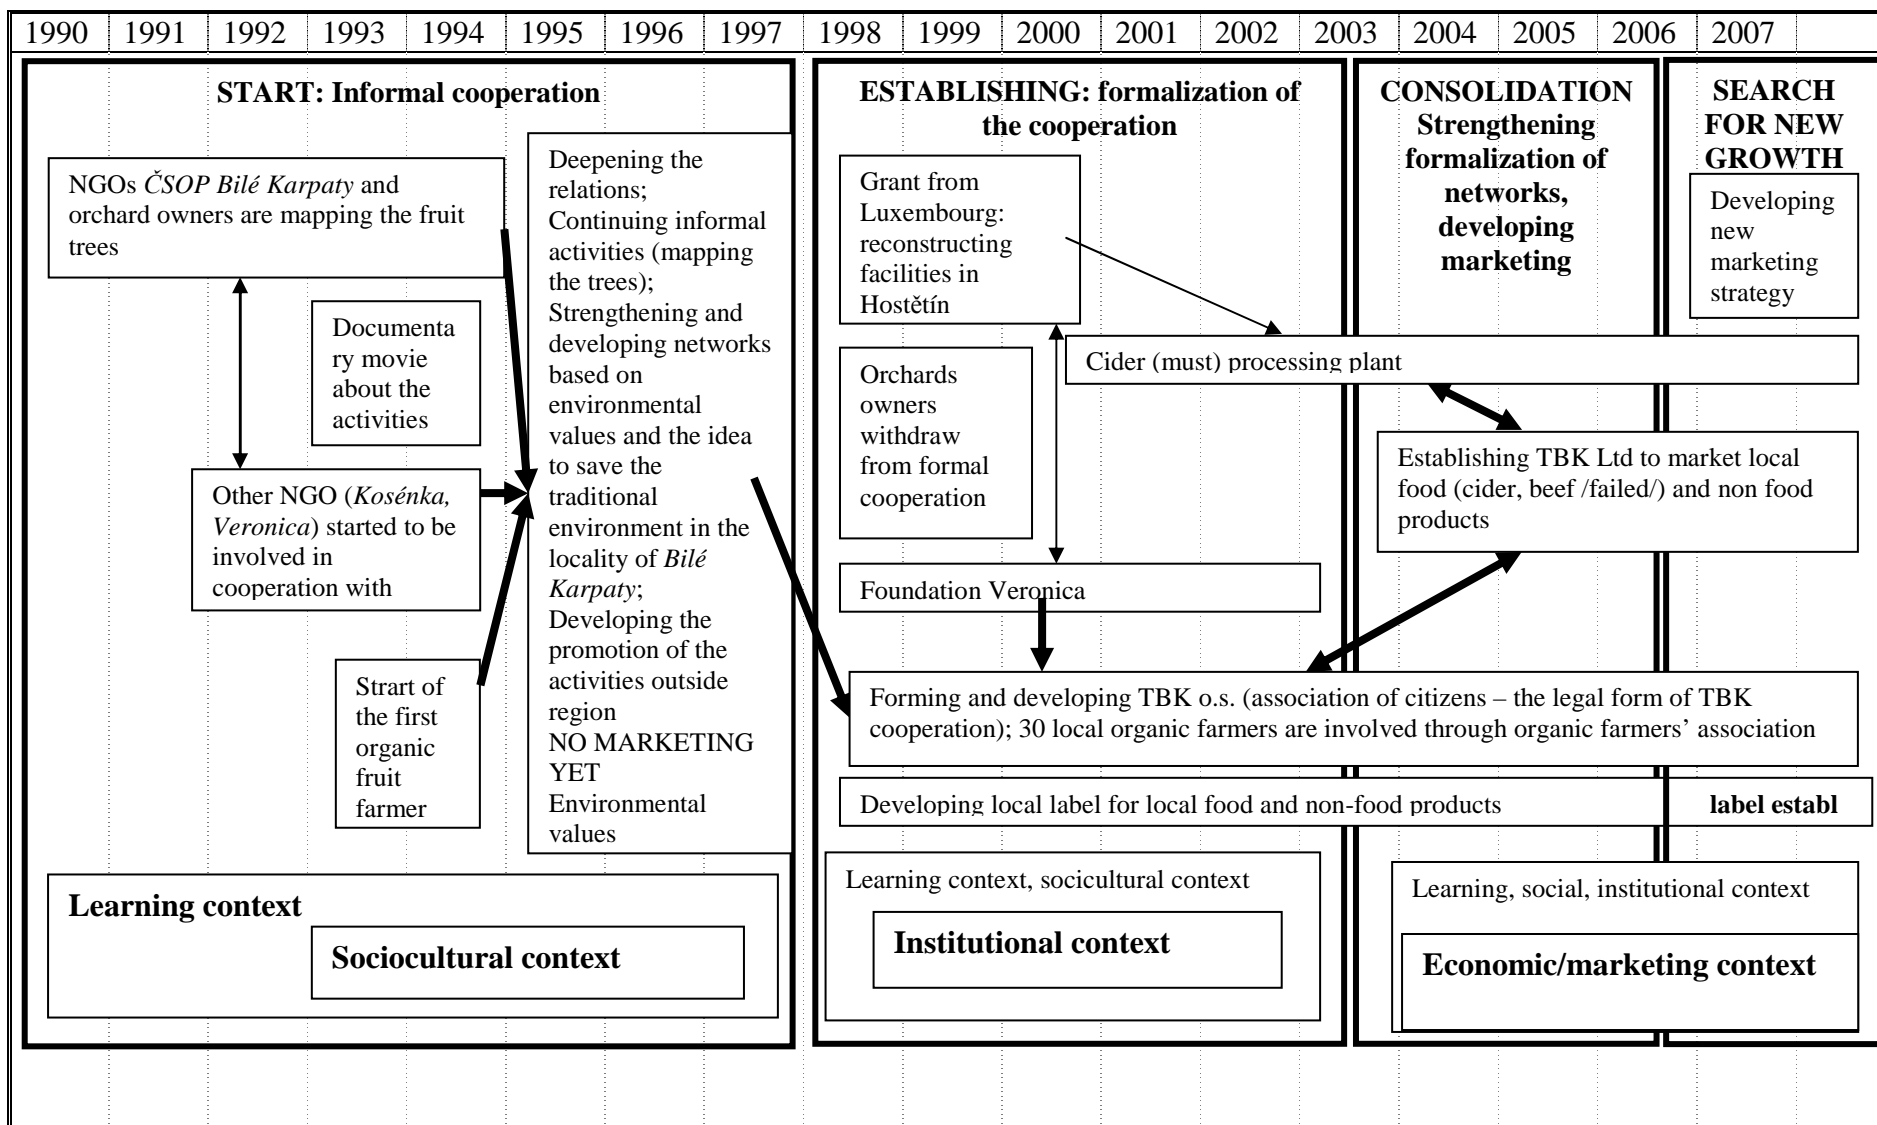 1990 1991 1992 1993 1994 1995 1996 1997 1998 1999 2000 2001 2002 2003 2004 2005 2006 2007
START: Informal cooperation
NGOs ČSOP Bilé Karpaty and
orchard owners are mapping the fruit
trees
Documenta
ry movie
about the
activities
Other NGO (Kosénka,
Veronica) started to be
involved in
cooperation with
Strart of
the first
organic
fruit
farmer
Deepening the
relations;
Continuing informal
activities (mapping
the trees);
Strengthening and
developing networks
based on
environmental
values and the idea
to save the
traditional
environment in the
locality of Bilé
Karpaty;
Developing the
promotion of the
activities outside
region
NO MARKETING
YET
Environmental
values
Learning context
Sociocultural context
ESTABLISHING: formalization of
the cooperation
Grant from
Luxembourg:
reconstructing
facilities in
Hostětín
Orchards
owners
withdraw
from formal
cooperation
Cider (must) processing plant
Foundation Veronica
Forming and developing TBK o.s. (association of citizens – the legal form of TBK
cooperation); 30 local organic farmers are involved through organic farmers’ association
Developing local label for local food and non-food products
label establ
Learning context, socicultural context
Institutional context
CONSOLIDATION
Strengthening
formalization of
networks,
developing
marketing
Establishing TBK Ltd to market local
food (cider, beef /failed/) and non food
products
Learning, social, institutional context
Economic/marketing context
SEARCH
FOR NEW
GROWTH
Developing
new
marketing
strategy